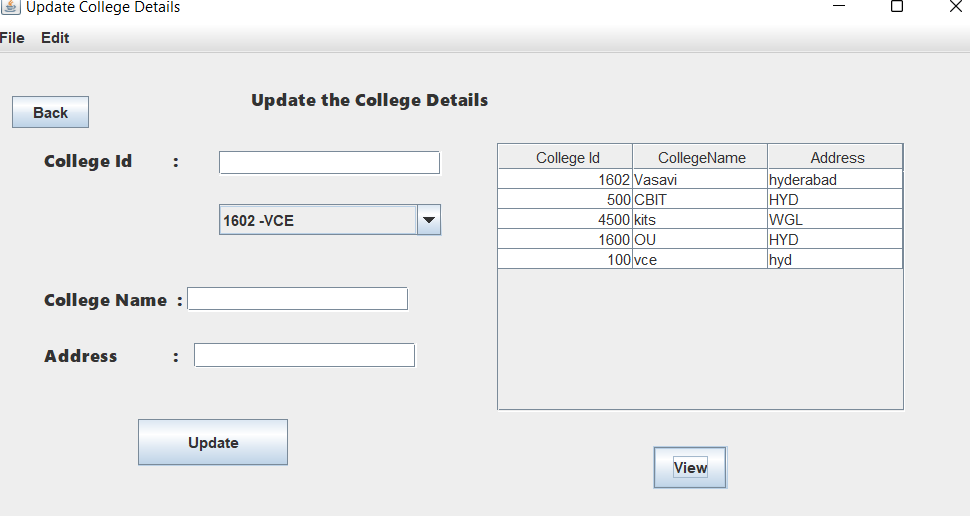 Update College Details
File Edit
Update the College Details
Back
College Id :
1602 -VCE
College Name :
Address :
Update
College Id CollegeName Address
1602 Vasavi hyderabad
500 CBIT HYD
4500 kits WGL
1600 OU HYD
100 vce hyd
View